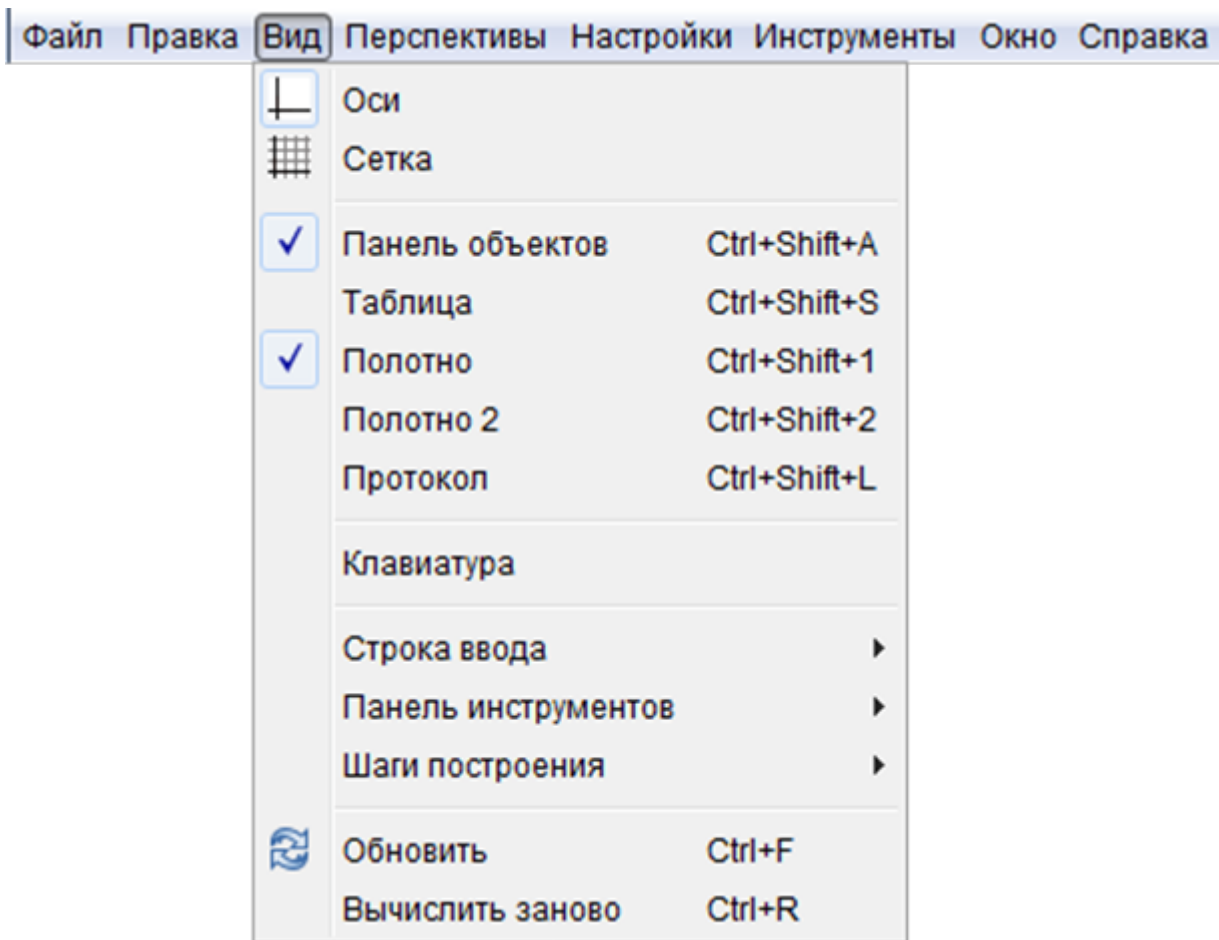 Файл Правка Вид Перспективы Настройки Инструменты Окно Справка
Оси
Сетка
Панель объектов Ctrl+Shift+A
Таблица Ctrl+Shift+S
Полотно Ctrl+Shift+1
Полотно 2 Ctrl+Shift+2
Протокол Ctrl+Shift+L
Клавиатура
Строка ввода
Панель инструментов
Шаги построения
Обновить Ctrl+F
Вычислить заново Ctrl+R